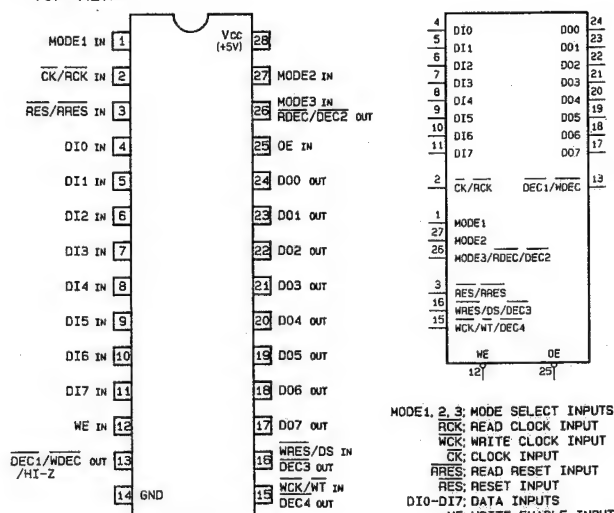 MODE1 IN 1
CK/RCK IN 2
RES/RRES IN 3
DI0 IN 4
DI1 IN 5
DI2 IN 6
DI3 IN 7
DI4 IN 8
DI5 IN 9
DI6 IN 10
DI7 IN 11
WE IN 12
DEC1/WDEC OUT 13
/HI-Z
14 GND
28 Vcc
(+5V)
27 MODE2 IN
26 MODE3 IN
RDEC/DEC2 OUT
25 OE IN
24 DO0 OUT
23 DO1 OUT
22 DO2 OUT
21 DO3 OUT
20 DO4 OUT
19 DO5 OUT
18 DO6 OUT
17 DO7 OUT
16 WRES/DS IN
DEC3 OUT
15 WCK/WT IN
DEC4 OUT
4 DI0 DO0 24
5 DI1 DO1 23
6 DI2 DO2 22
7 DI3 DO3 21
8 DI4 DO4 20
9 DI5 DO5 19
10 DI6 DO6 18
11 DI7 DO7 17
2 CK/RCK DEC1/WDEC 13
1 MODE1
27 MODE2
26 MODE3/RDEC/DEC2
3 RES/RRES
16 WRES/DS/DEC3
15 WCK/WT/DEC4
WE OE
12 25
MODE1, 2, 3; MODE SELECT INPUTS
RCK; READ CLOCK INPUT
WCK; WRITE CLOCK INPUT
CK; CLOCK INPUT
RRES; READ RESET INPUT
RES; RESET INPUT
DI0-DI7; DATA INPUTS